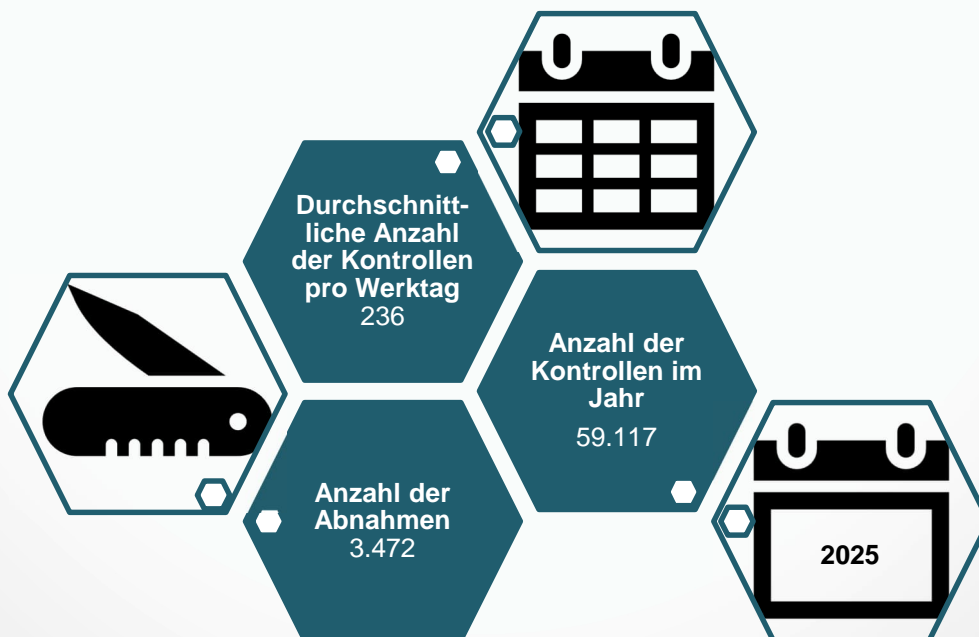 Durchschnitt-
liche Anzahl
der Kontrollen
pro Werktag
236
Anzahl der
Kontrollen im
Jahr
59.117
Anzahl der
Abnahmen
3.472
2025